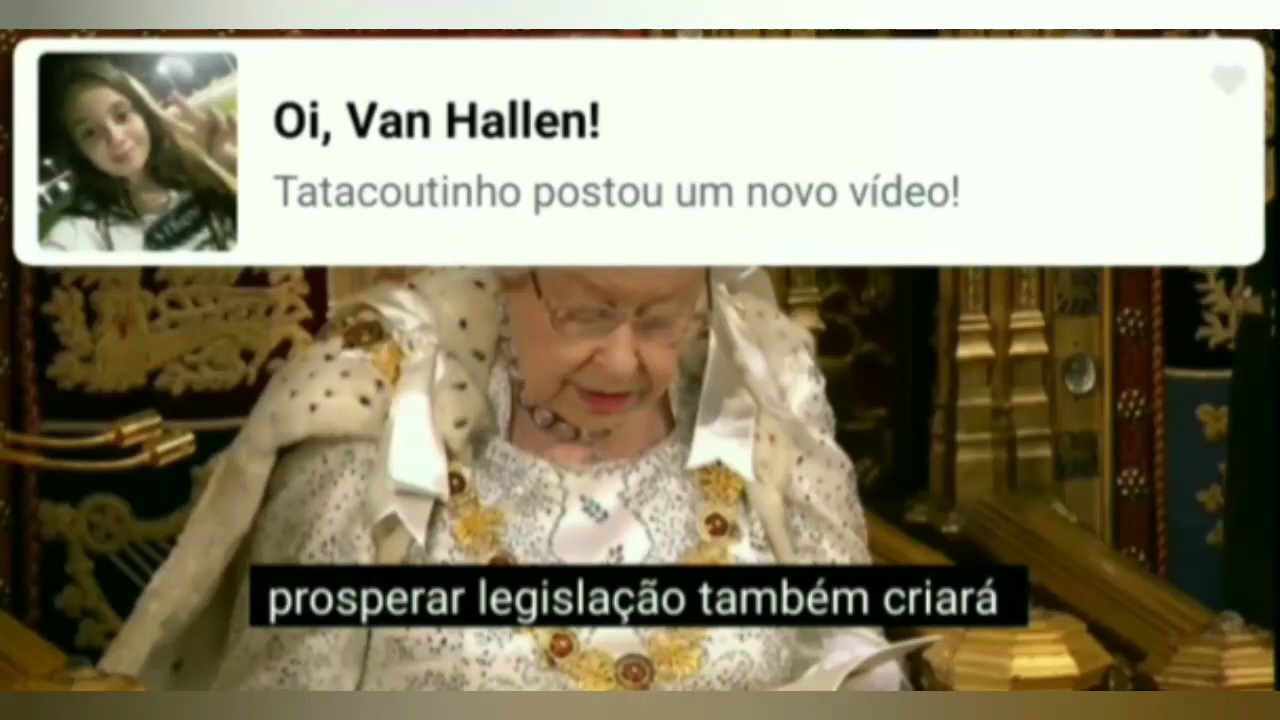 Oi, Van Hallen!
Tatacoutinho postou um novo vídeo!
prosperar legislação também criará